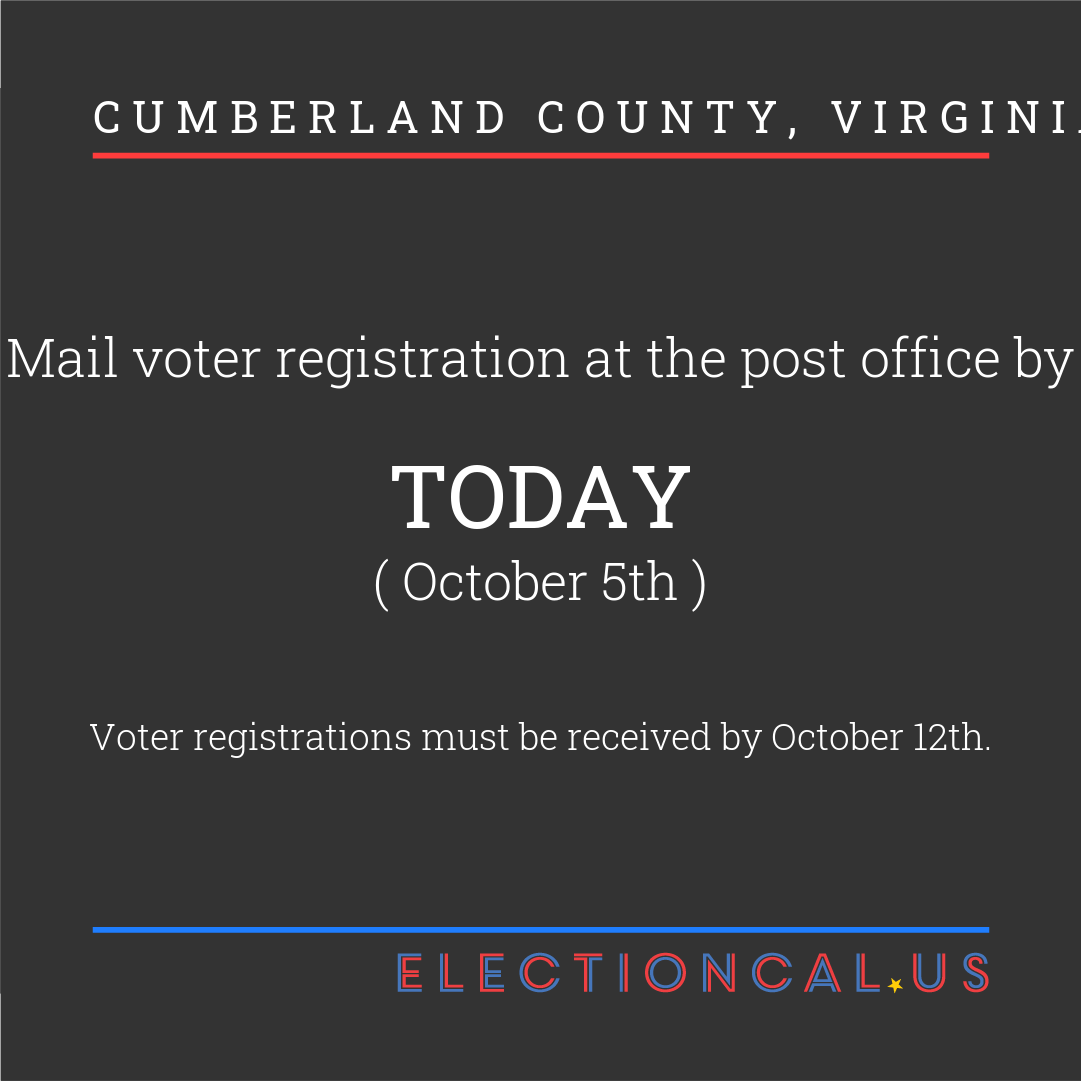 CUMBERLAND COUNTY, VIRGINI
Mail voter registration at the post office by
TODAY
( October 5th )
Voter registrations must be received by October 12th.
ELECTIONCAL.US